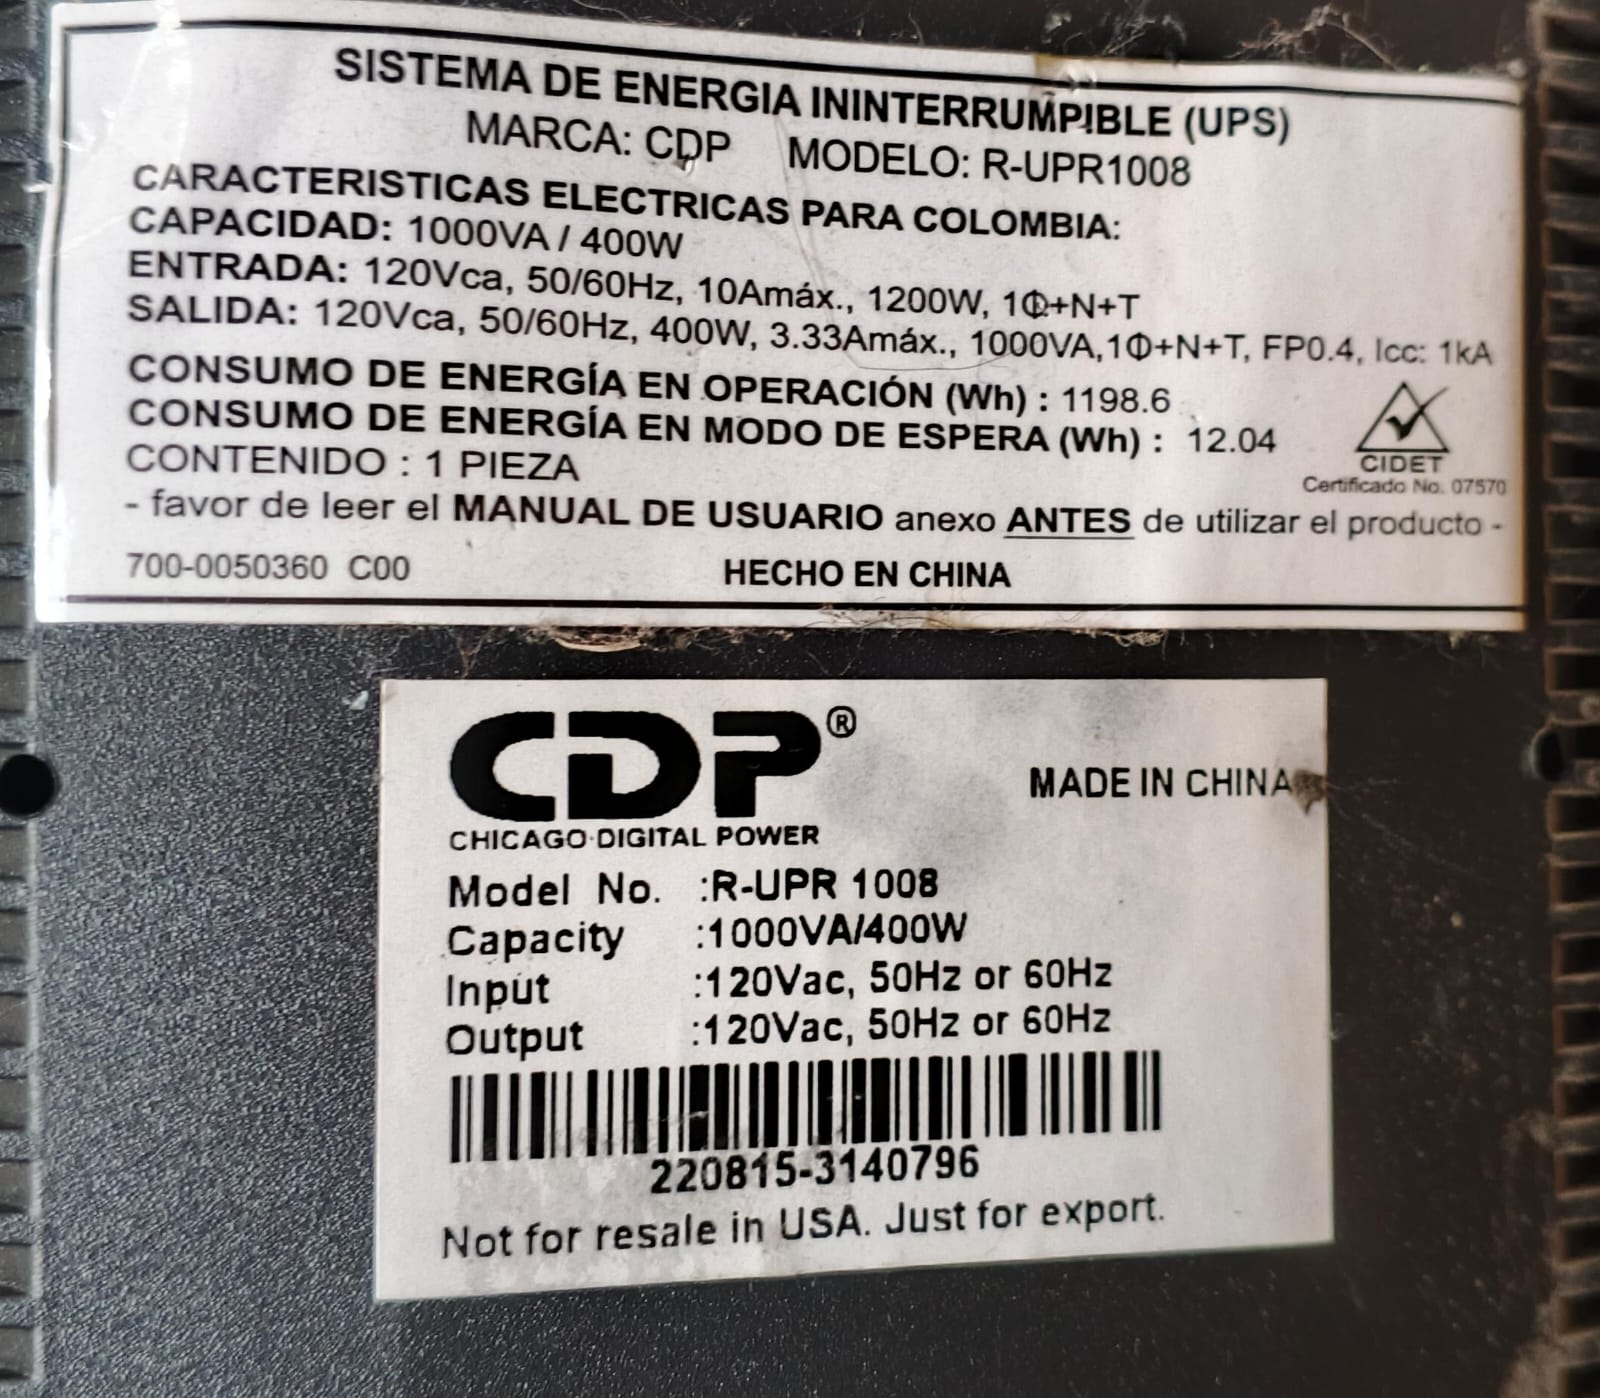 SISTEMA DE ENERGIA ININTERRUMPIBLE (UPS)
MARCA: CDP MODELO: R-UPR1008
CARACTERISTICAS ELECTRICAS PARA COLOMBIA:
CAPACIDAD: 1000VA / 400W
ENTRADA: 120Vca, 50/60Hz, 10Amáx., 1200W, 1Φ+N+T
SALIDA: 120Vca, 50/60Hz, 400W, 3.33Amáx., 1000VA,1Φ+N+T, FP0.4, Icc: 1kA
CONSUMO DE ENERGÍA EN OPERACIÓN (Wh) : 1198.6
CONSUMO DE ENERGÍA EN MODO DE ESPERA (Wh) : 12.04
CIDET
CONTENIDO : 1 PIEZA
Certificado No. 07570
- favor de leer el MANUAL DE USUARIO anexo ANTES de utilizar el producto -
700-0050360 C00 HECHO EN CHINA
CDP®
MADE IN CHINA
CHICAGO·DIGITAL POWER
Model No. :R-UPR 1008
Capacity :1000VA/400W
Input :120Vac, 50Hz or 60Hz
Output :120Vac, 50Hz or 60Hz
220815-3140796
Not for resale in USA. Just for export.